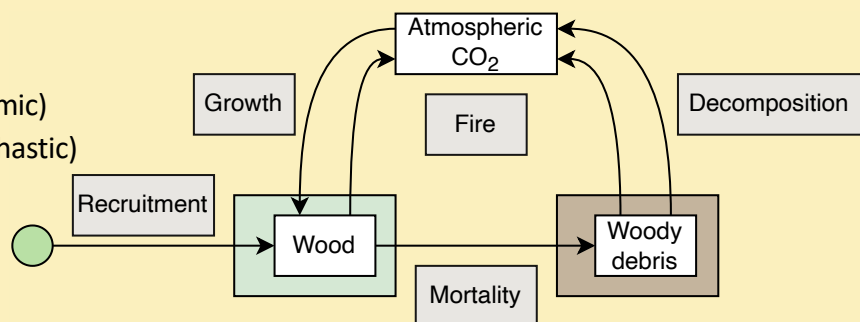 Atmospheric
CO₂
mic)
Growth
Decomposition
Fire
nastic)
Recruitment
Wood
Woody
debris
Mortality